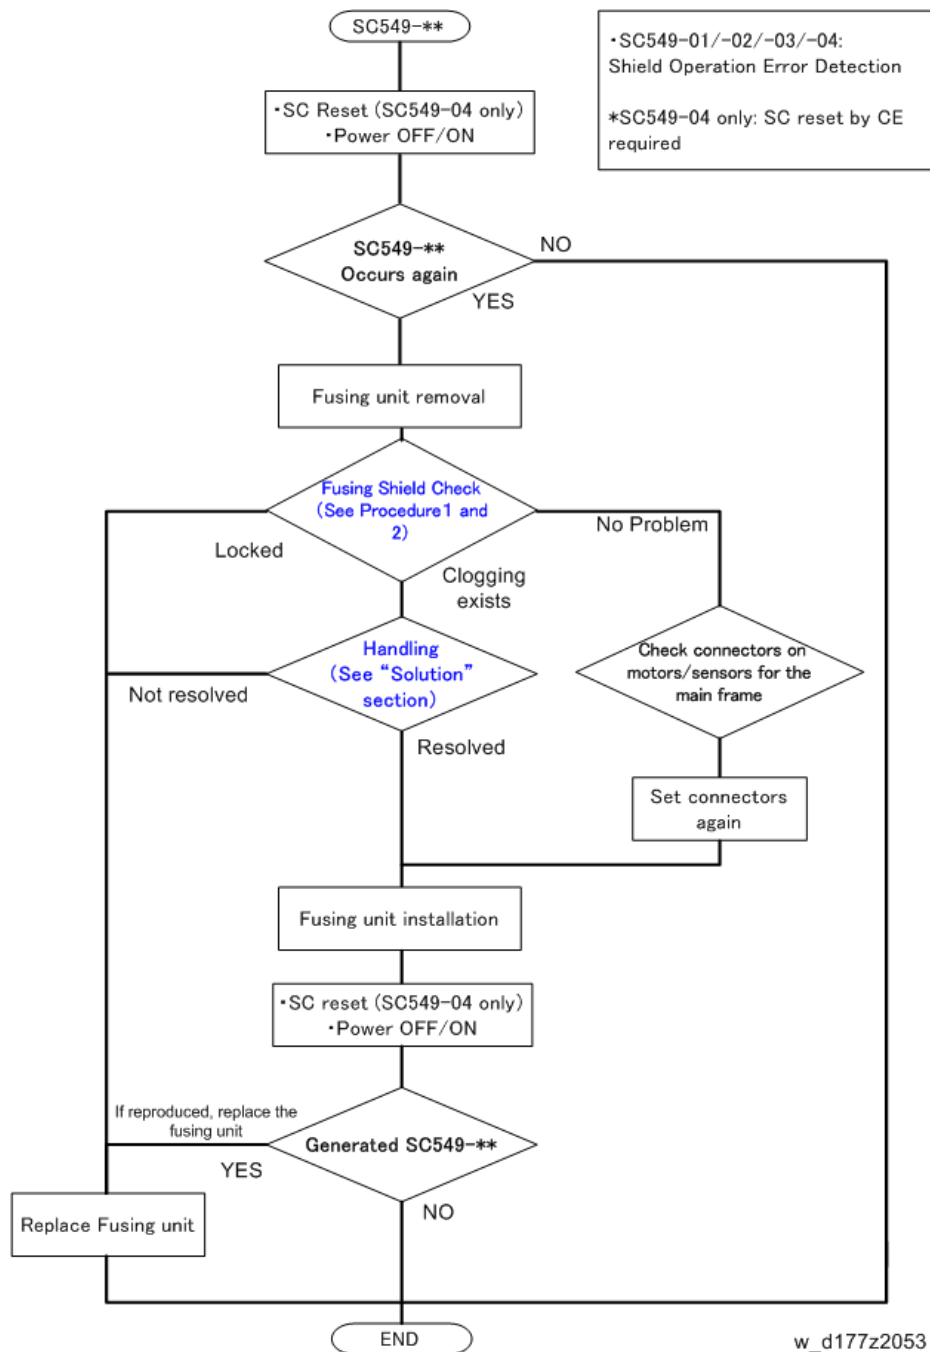 SC549-**
・SC549-01/-02/-03/-04:
Shield Operation Error Detection
*SC549-04 only: SC reset by CE
required
・SC Reset (SC549-04 only)
・Power OFF/ON
SC549-**
Occurs again
NO
YES
Fusing unit removal
Fusing Shield Check
(See Procedure1 and
2)
Locked
No Problem
Clogging
exists
Handling
(See “Solution”
section)
Check connectors on
motors/sensors for the
main frame
Not resolved
Resolved
Set connectors
again
Fusing unit installation
・SC reset (SC549-04 only)
・Power OFF/ON
If reproduced, replace the
fusing unit
Generated SC549-**
YES
NO
Replace Fusing unit
END
w_d177z2053